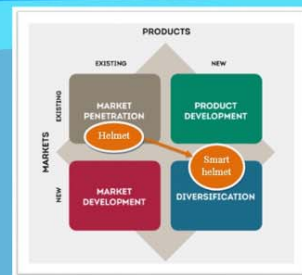 PRODUCTS
EXISTING
NEW
MARKETS
EXISTING
NEW
MARKET
PENETRATION
Helmet
PRODUCT
DEVELOPMENT
Smart
helmet
MARKET
DEVELOPMENT
DIVERSIFICATION